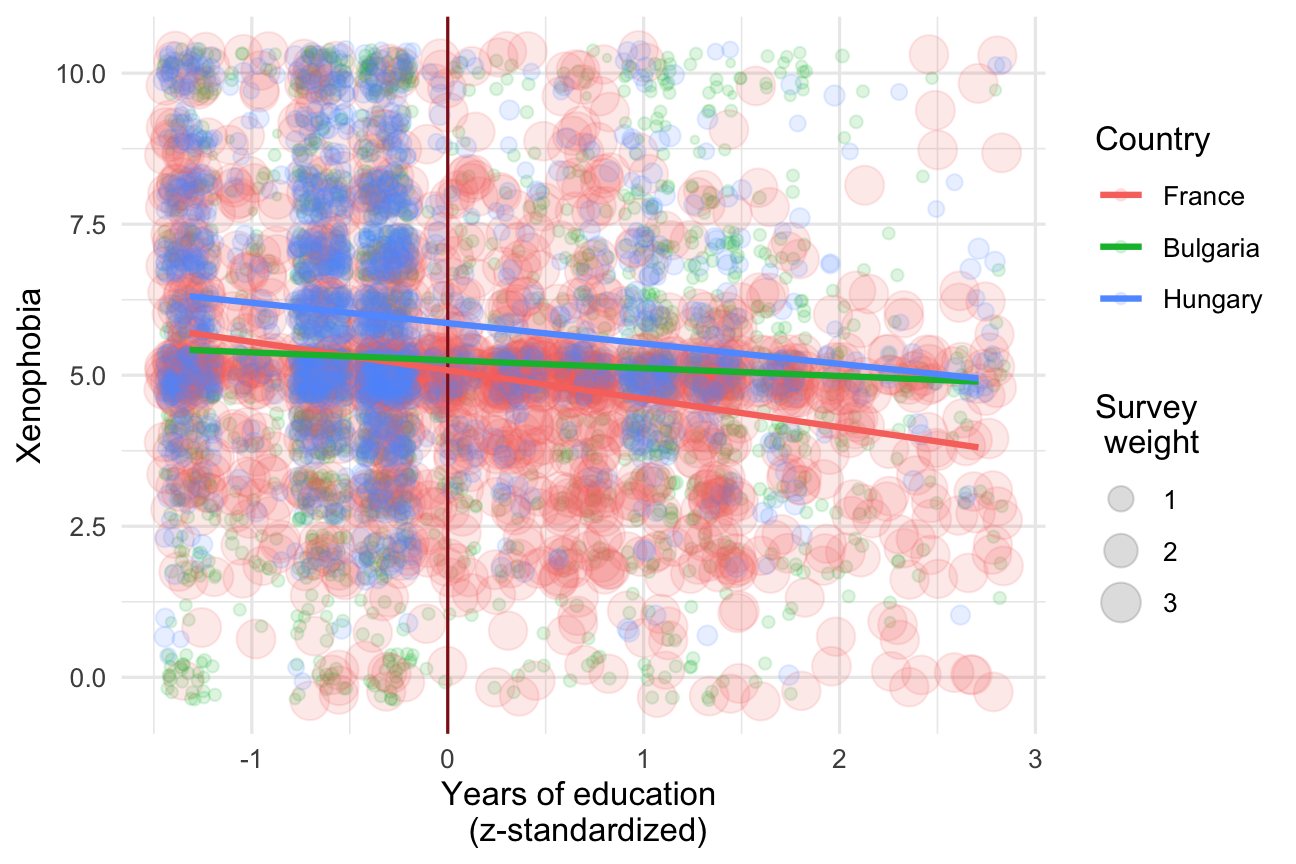 Xenophobia
10.0
7.5
5.0
2.5
0.0
-1 0 1 2 3
Years of education
(z-standardized)
Country
France
Bulgaria
Hungary
Survey
weight
1
2
3